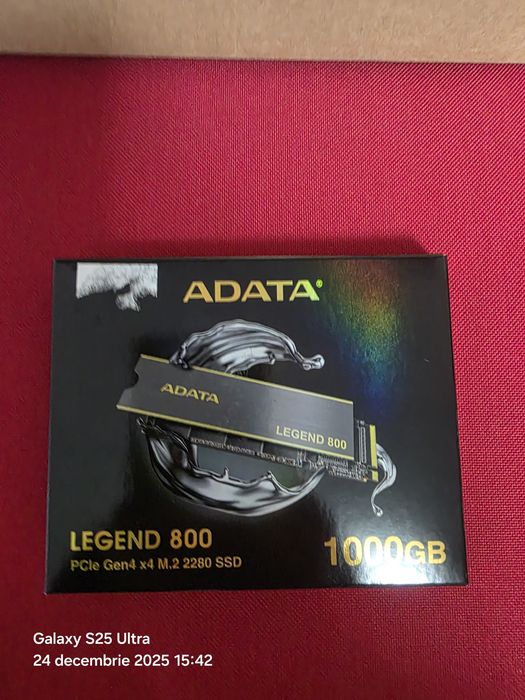 ADATA
ADATA
LEGEND 800
LEGEND 800
1000GB
PCIe Gen4 x4 M.2 2280 SSD
Galaxy S25 Ultra
24 decembrie 2025 15:42